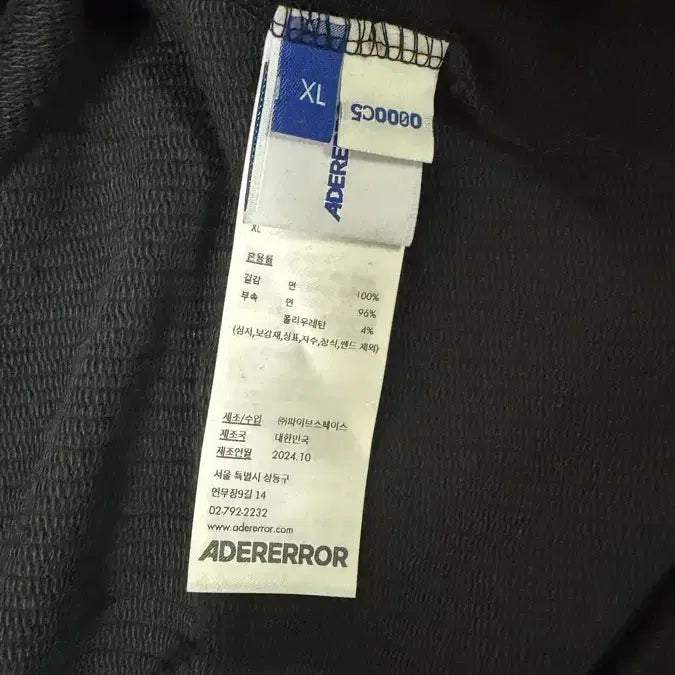 XL
0000C5
ADERE
XL
혼용률
겉감 면 100%
부속 면 96%
폴리우레탄 4%
(심지,보강재,상표,자수,장식,밴드 제외)
제조/수입 ㈜파이브스페이스
제조국 대한민국
제조연월 2024.10
서울 특별시 성동구
연무장9길 14
02-792-2232
www.adererror.com
ADERERROR